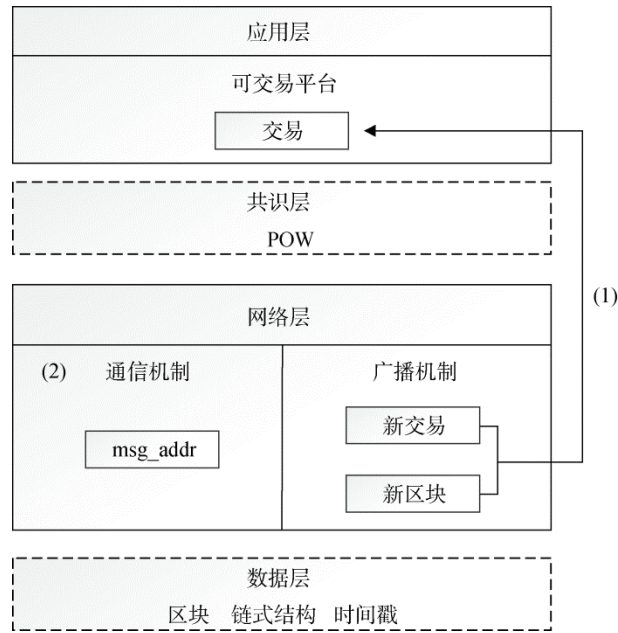 应用层
可交易平台
交易
共识层
POW
(1)
网络层
(2) 通信机制
广播机制
msg_addr
新交易
新区块
数据层
区块 链式结构 时间戳